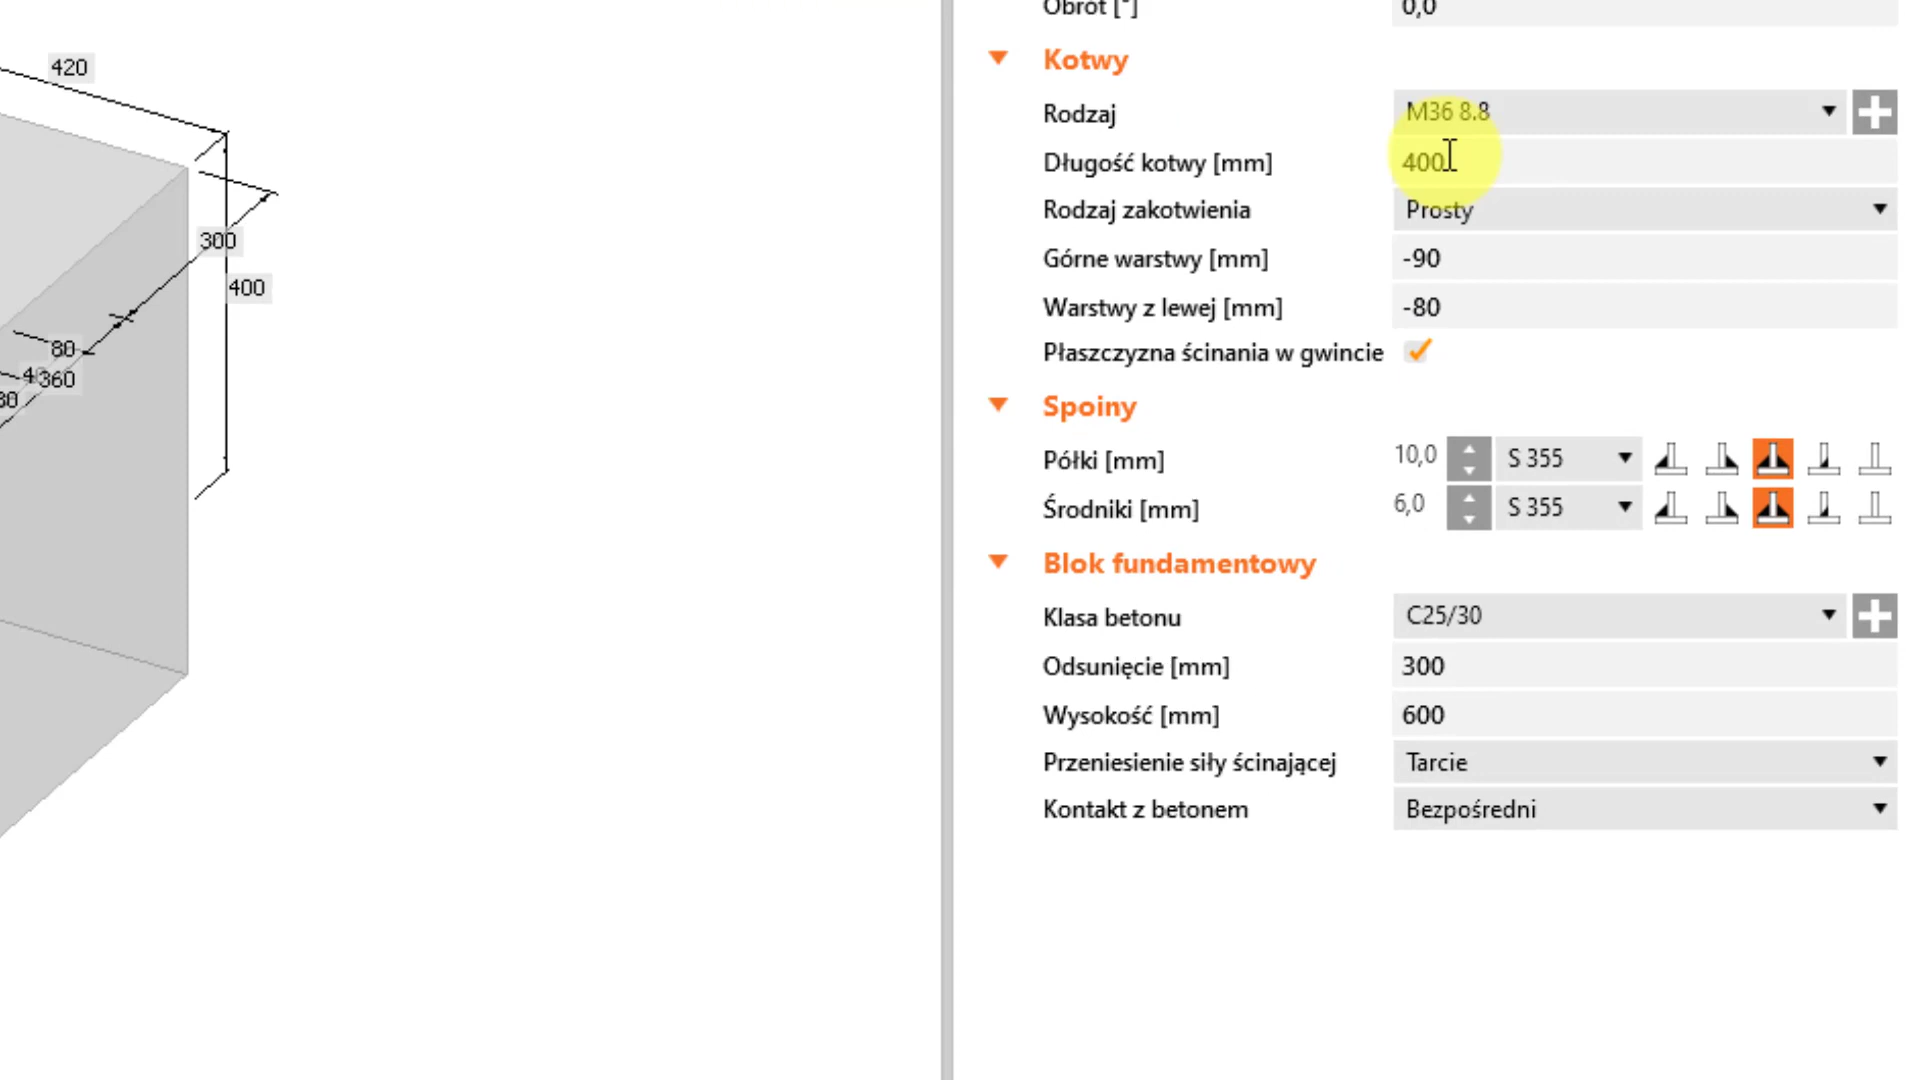 Obrót [°] 0,0
420
Kotwy
Rodzaj M36 8.8
Długość kotwy [mm] 400
Rodzaj zakotwienia Prosty
300
Górne warstwy [mm] -90
400
Warstwy z lewej [mm] -80
80
Płaszczyzna ścinania w gwincie
360
Spoiny
Półki [mm] 10,0 S 355
Środniki [mm] 6,0 S 355
Blok fundamentowy
Klasa betonu C25/30
Odsunięcie [mm] 300
Wysokość [mm] 600
Przeniesienie siły ścinającej Tarcie
Kontakt z betonem Bezpośredni